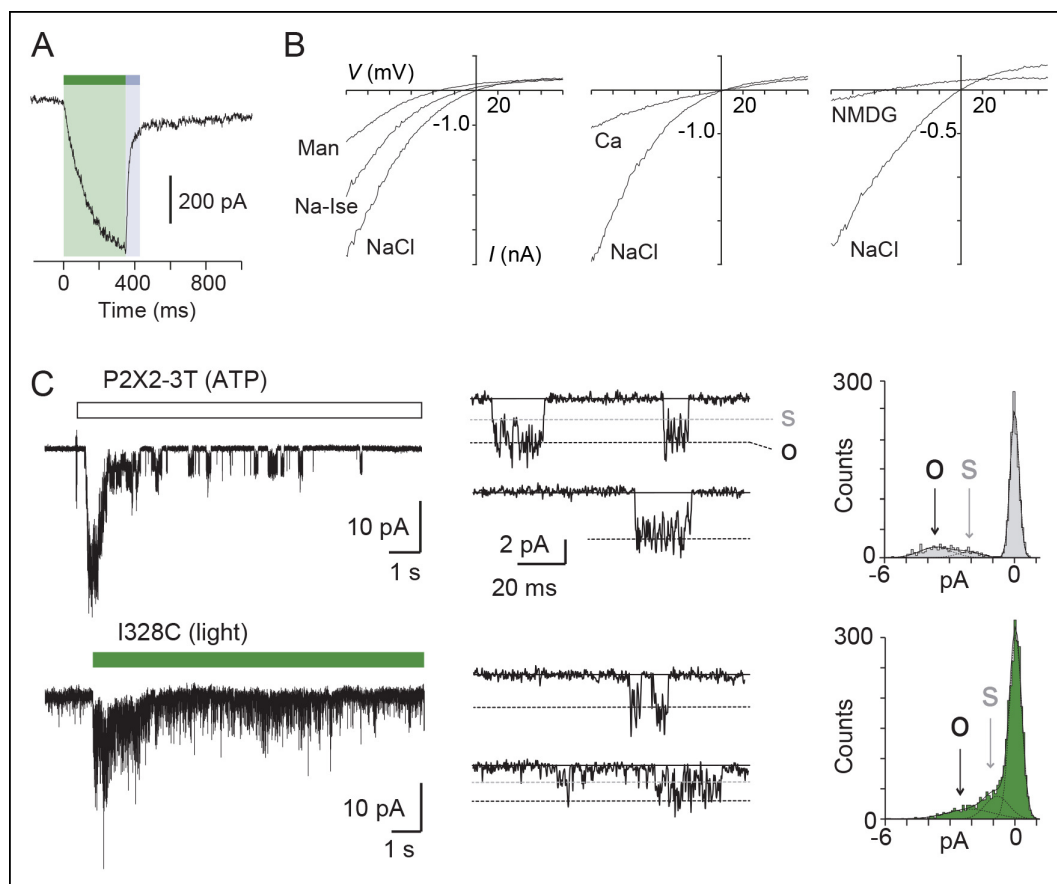 A
200 pA
0 400 800
Time (ms)
B
V (mV)
20
-1.0
Man
Na-Ise
NaCl
I (nA)
20
-1.0
Ca
NaCl
20
NMDG
-0.5
NaCl
C
P2X2-3T (ATP)
10 pA
1 s
S
O
2 pA
20 ms
300
Counts
O S
0
-6 pA 0
I328C (light)
10 pA
1 s
300
Counts
S
O
0
-6 pA 0